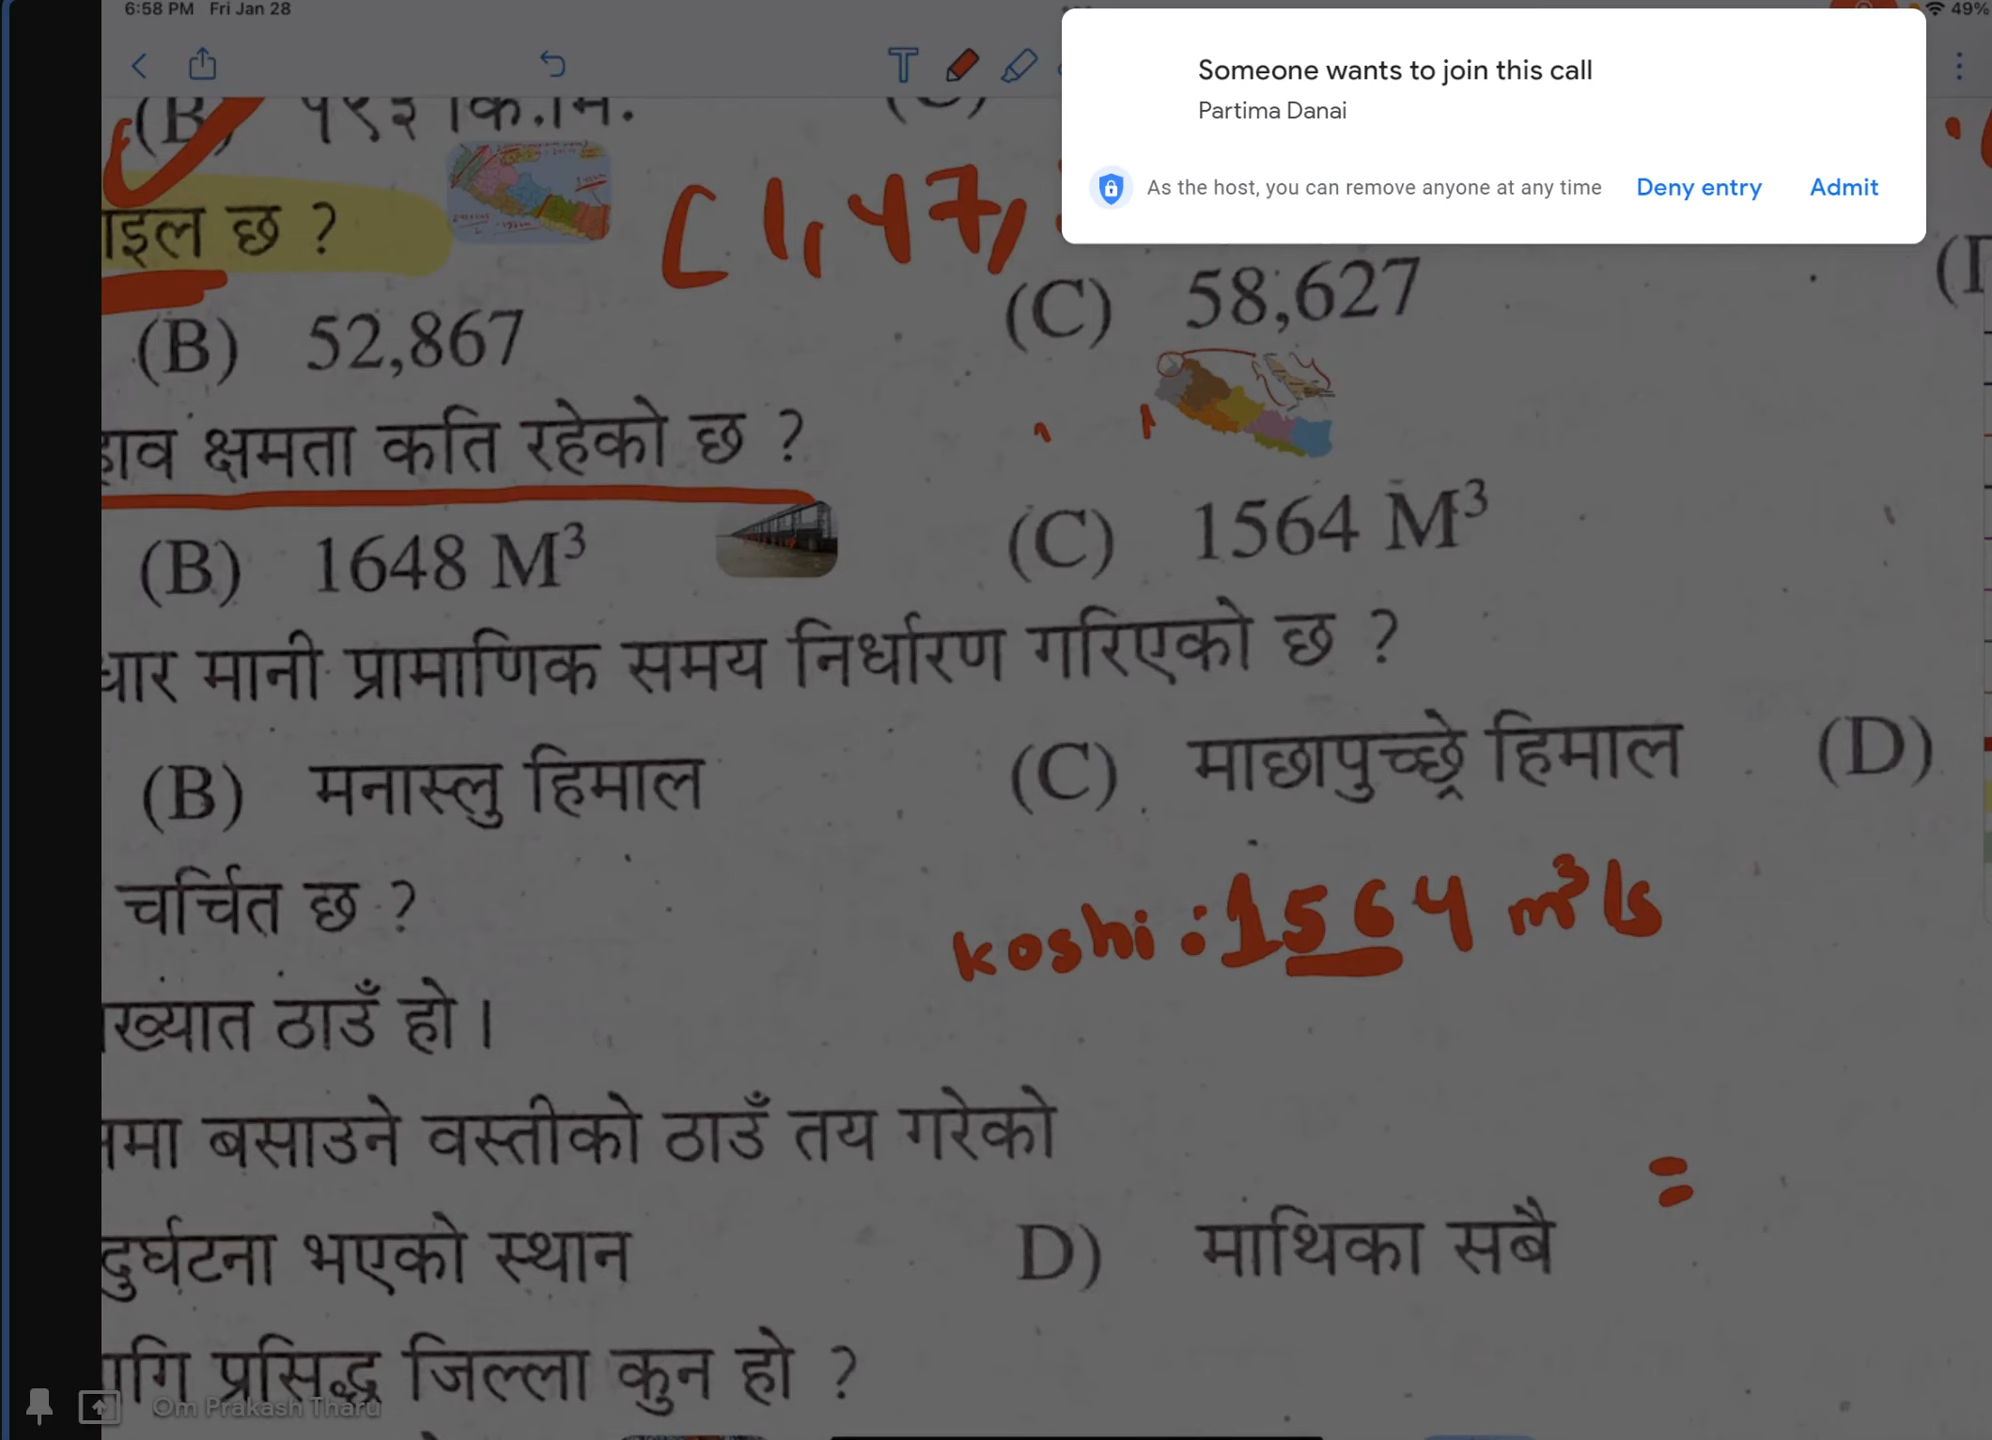 6:58 PM Fri Jan 28
49%
Someone wants to join this call
Partima Danai
As the host, you can remove anyone at any time
Deny entry
Admit
T
(B) ५९३ कि.मि.
ाइल छ ?
(1,47,
(B) 52,867
(C) 58,627
क्षमता कति रहेको छ ?
(B) 1648 M³
(C) 1564 M³
मानी प्रामाणिक समय निर्धारण गरिएको छ ?
(B) मनास्लु हिमाल
(C) माछापुच्छ्रे हिमाल
(D)
चर्चित छ ?
koshi : 1564 m³/s
ख्यात ठाउँ हो ।
बसाउने वस्तीको ठाउँ तय गरेको
दुर्घटना भएको स्थान
D) माथिका सबै
प्रसिद्ध जिल्ला कुन हो ?
Om Prakash Tharu